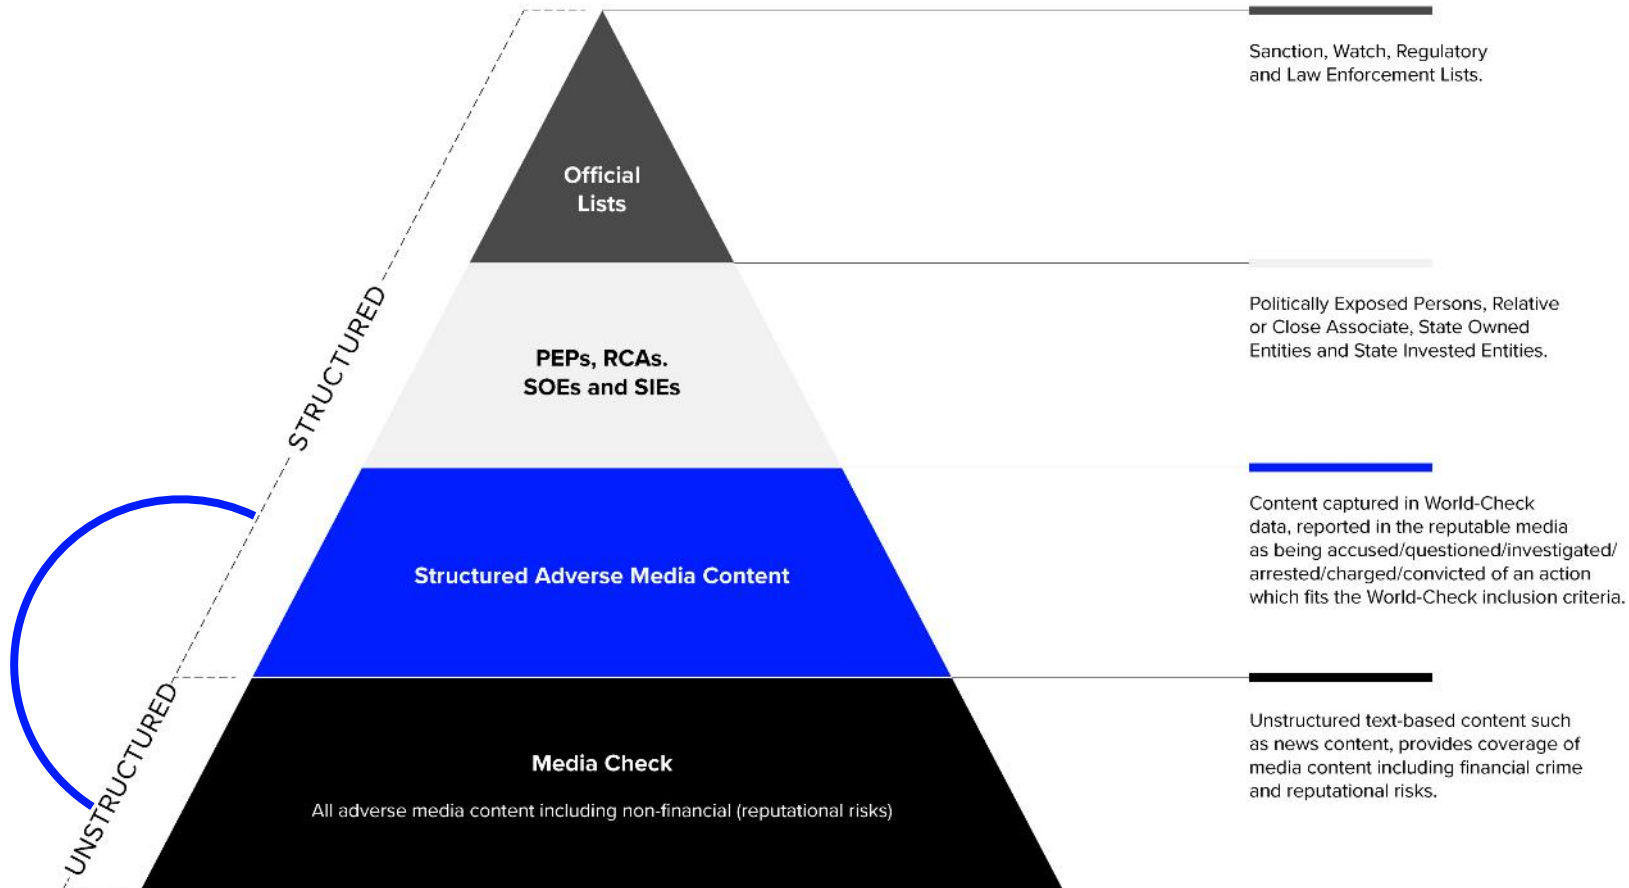 Sanction, Watch, Regulatory
and Law Enforcement Lists.
Official
Lists
STRUCTURED
Politically Exposed Persons, Relative
or Close Associate, State Owned
Entities and State Invested Entities.
PEPs, RCAs.
SOEs and SIEs
Content captured in World-Check
data, reported in the reputable media
as being accused/questioned/investigated/
arrested/charged/convicted of an action
which fits the World-Check inclusion criteria.
Structured Adverse Media Content
UNSTRUCTURED
Unstructured text-based content such
as news content, provides coverage of
media content including financial crime
and reputational risks.
Media Check
All adverse media content including non-financial (reputational risks)